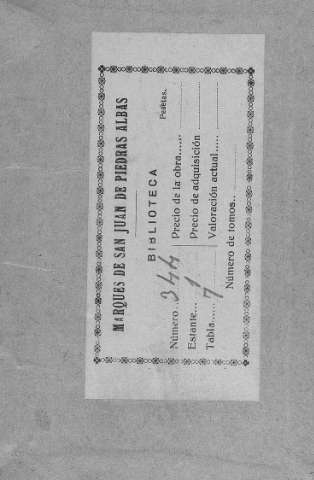 MARQUES DE SAN JUAN DE PIEDRAS ALBAS
BIBLIOTECA
Pesetas.
Número 344 Precio de la obra......
Estante... 1 Precio de adquisición
Tabla...... 7 Valoración actual.....
Número de tomos..